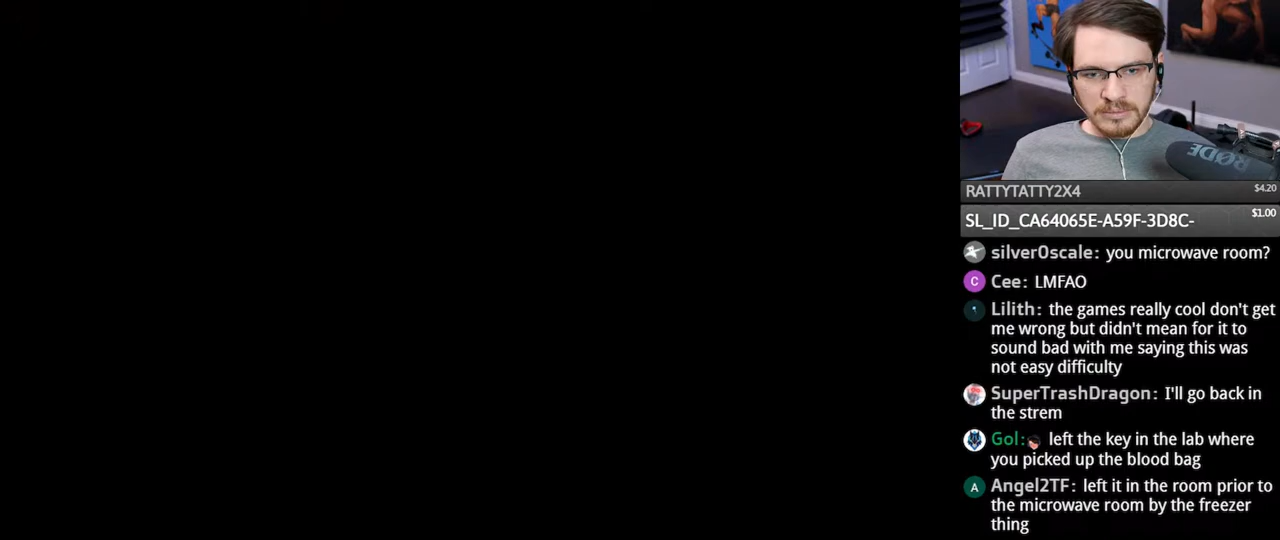 RATTYTATTY2X4 $4.20
SL_ID_CA64065E-A59F-3D8C- $1.00
silver0scale: you microwave room?
C Cee: LMFAO
Lilith: the games really cool don't get
me wrong but didn't mean for it to
sound bad with me saying this was
not easy difficulty
SuperTrashDragon: I'll go back in
the strem
Gol: left the key in the lab where
you picked up the blood bag
A Angel2TF: left it in the room prior to
the microwave room by the freezer
thing
RØDE